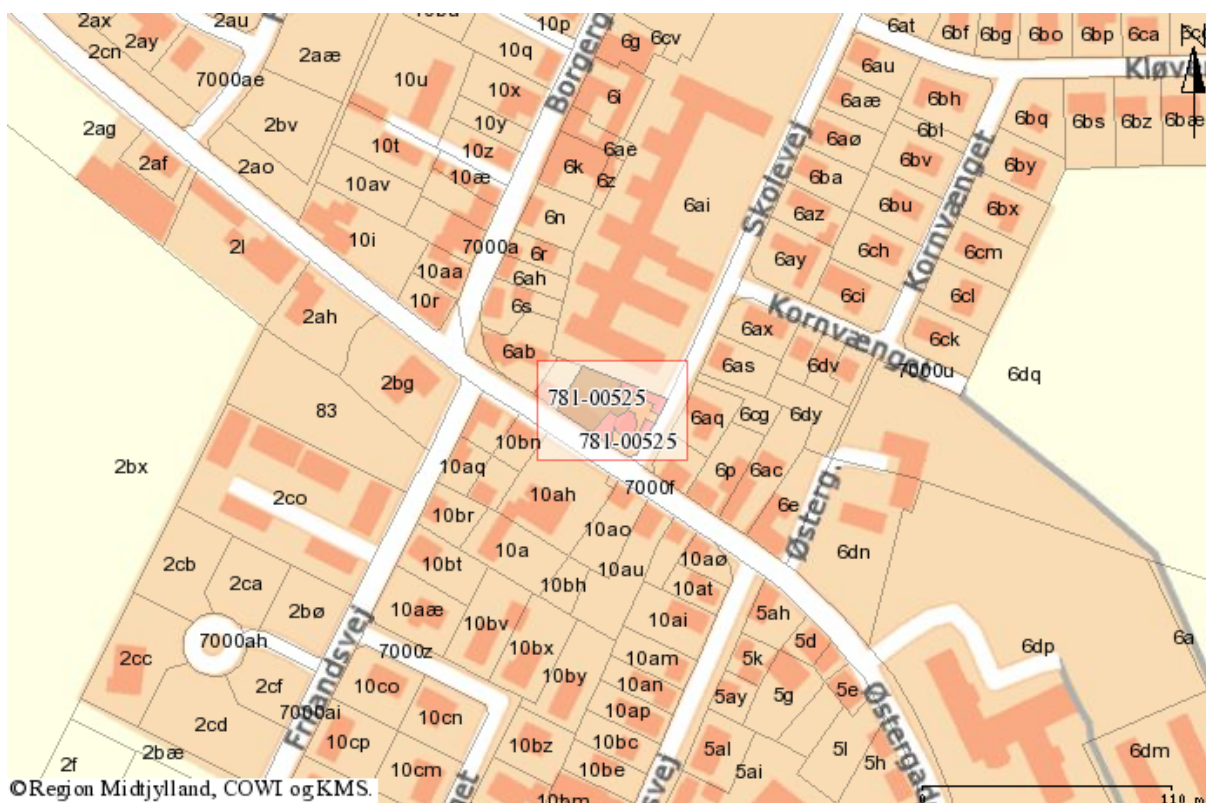 2ax
2au
10bu
10p
6g
6cv
6at
6bf
6bg
6bo
6bp
6ca
2cn
2ay
2aæ
10q
6au
Kløvæ
7000ae
10u
10x
Borgerg.
6i
6aæ
6bh
2bv
10y
6bl
6bq
6bs
6bz
6bæ
2ag
2af
2ao
10t
10z
6ae
6aø
6bv
6by
10av
10æ
6k
6z
6ba
Skolevej
Kornvænget
6ai
6bu
6bx
2l
10i
7000a
6n
6az
6r
6ay
6ch
6cm
10aa
6ah
6ci
6cl
2ah
10r
6s
6ax
Kornvænget
6ck
6ab
6as
6dv
7000u
6dq
2bg
781-00525
83
781-00525
6aq
6cg
6dy
10bn
2bx
10aq
6p
6ac
7000f
2co
10ah
6e
10br
10ao
Østerg.
10a
6dn
10bt
10aø
2cb
2ca
10bh
10au
10at
2bø
10aæ
10ai
5ah
10bv
5d
6a
7000ah
7000z
10bx
6dp
2cc
10am
5k
10by
2cf
10co
10an
5ay
5g
5e
7000ai
10cn
10ap
2cd
Frilandsvej
10cp
10bz
10bc
5al
5l
Østergade
2f
2bæ
10cm
10be
5ai
5h
6dm
10bm
©Region Midtjylland, COWI og KMS.
110 m